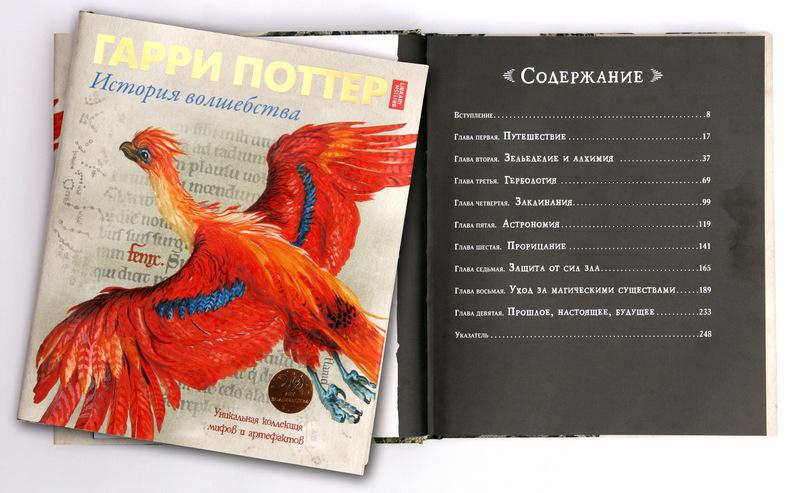 ГАРРИ ПОТТЕР
История волшебства
BRITISH
LIBRARY
fenix.
20
ЛЕТ
ВОЛШЕБСТВА
Уникальная коллекция
мифов и артефактов
Содержание
Вступление 8
Глава первая. Путешествие 17
Глава вторая. Зельеделие и алхимия 37
Глава третья. Гербология 69
Глава четвертая. Заклинания 99
Глава пятая. Астрономия 119
Глава шестая. Прорицание 141
Глава седьмая. Защита от сил зла 165
Глава восьмая. Уход за магическими существами 189
Глава девятая. Прошлое, настоящее, будущее 233
Указатель 248